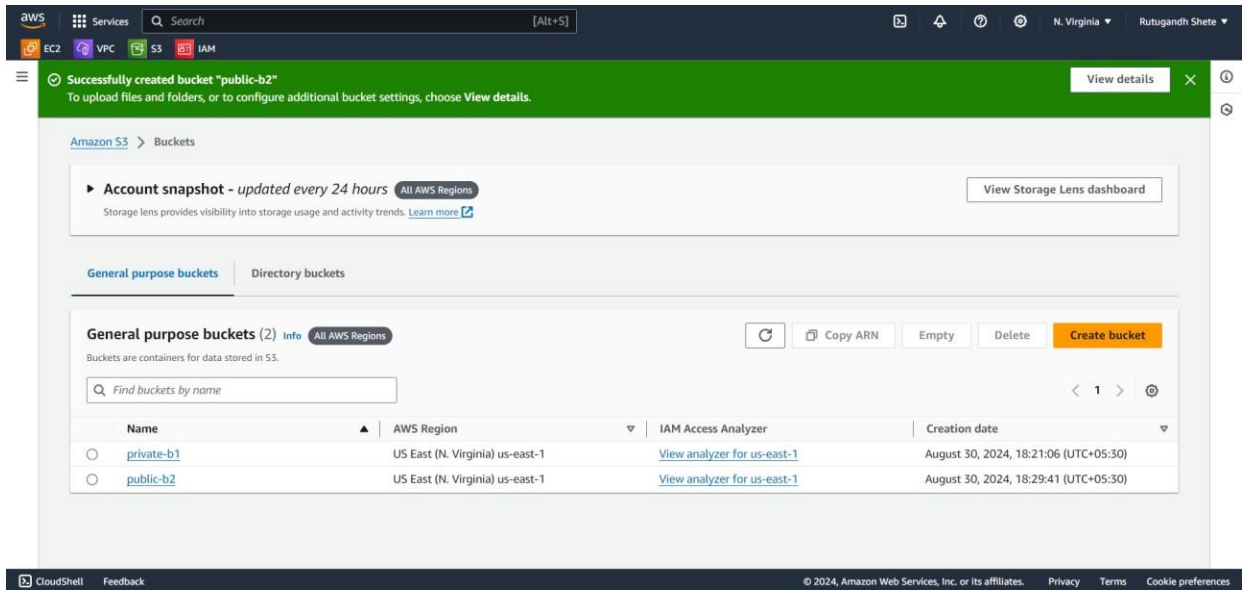 aws Services Search [Alt+S] N. Virginia Rutugandh Shete
EC2 VPC S3 IAM
Successfully created bucket "public-b2"
To upload files and folders, or to configure additional bucket settings, choose View details.
View details
Amazon S3 > Buckets
Account snapshot - updated every 24 hours All AWS Regions
Storage lens provides visibility into storage usage and activity trends. Learn more
View Storage Lens dashboard
General purpose buckets Directory buckets
General purpose buckets (2) Info All AWS Regions
Buckets are containers for data stored in S3.
Copy ARN Empty Delete Create bucket
Find buckets by name
< 1 >
Name AWS Region IAM Access Analyzer Creation date
private-b1 US East (N. Virginia) us-east-1 View analyzer for us-east-1 August 30, 2024, 18:21:06 (UTC+05:30)
public-b2 US East (N. Virginia) us-east-1 View analyzer for us-east-1 August 30, 2024, 18:29:41 (UTC+05:30)
CloudShell Feedback © 2024, Amazon Web Services, Inc. or its affiliates. Privacy Terms Cookie preferences